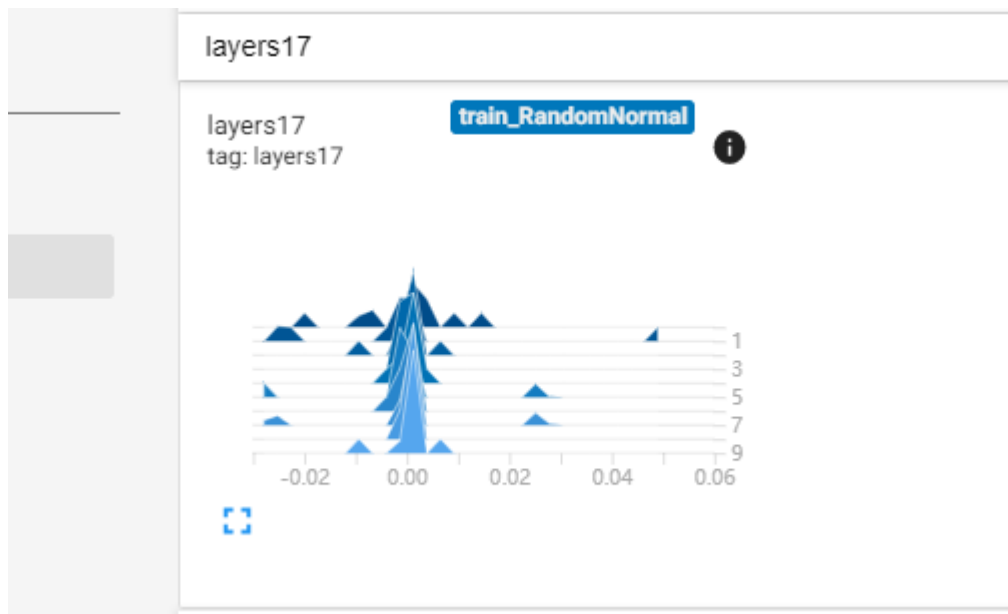 layers17
layers17
train_RandomNormal
tag: layers17
1
3
5
7
9
-0.02 0.00 0.02 0.04 0.06